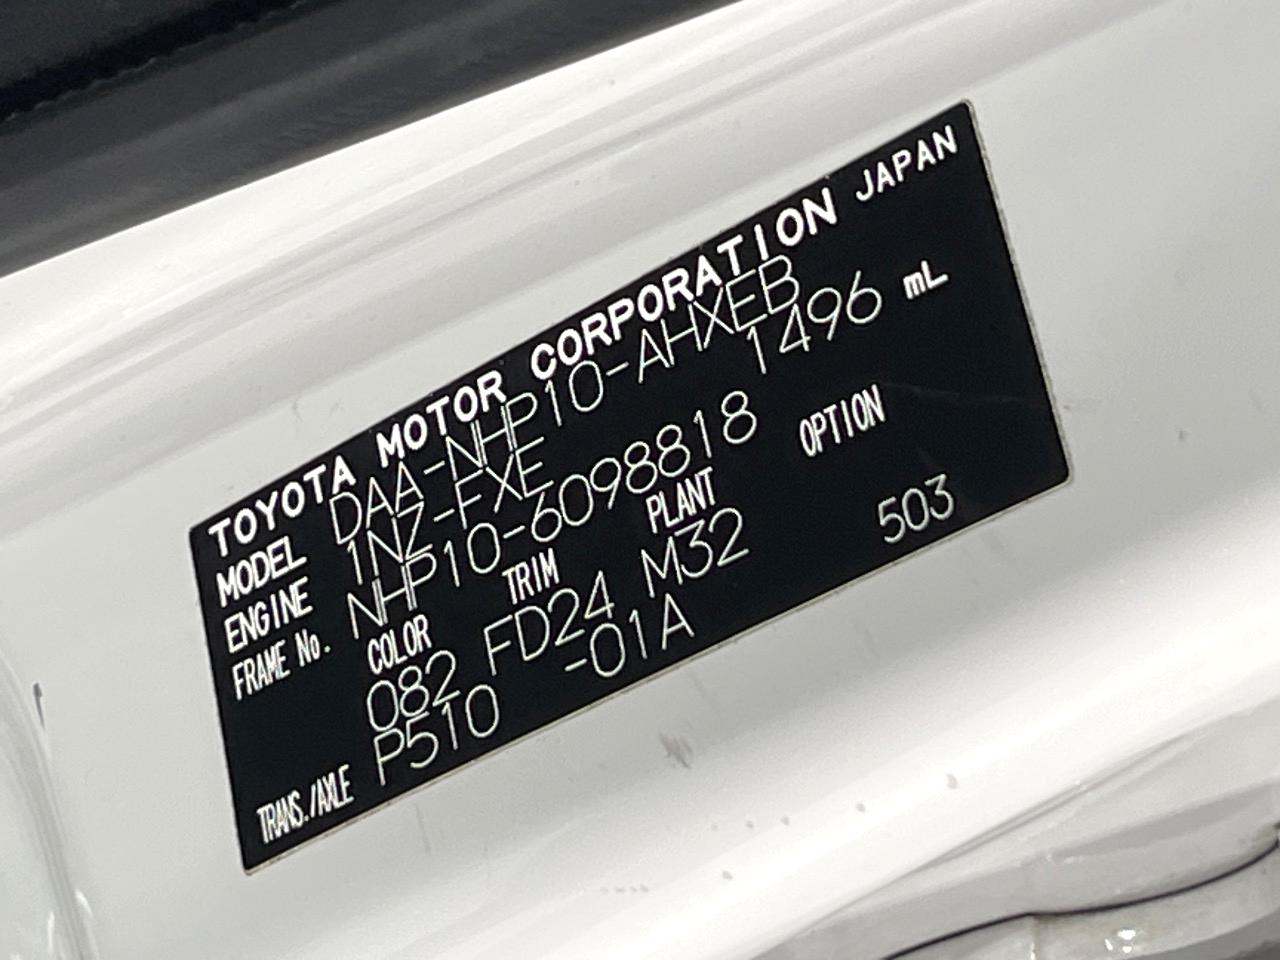 TOYOTA MOTOR CORPORATION JAPAN
MODEL DAA-NHP10-AHXEB
ENGINE 1NZ-FXE 1496 mL
FRAME No. NHP10-6098818
COLOR TRIM PLANT OPTION
082 FD24 M32 503
TRANS./AXLE P510 -01A